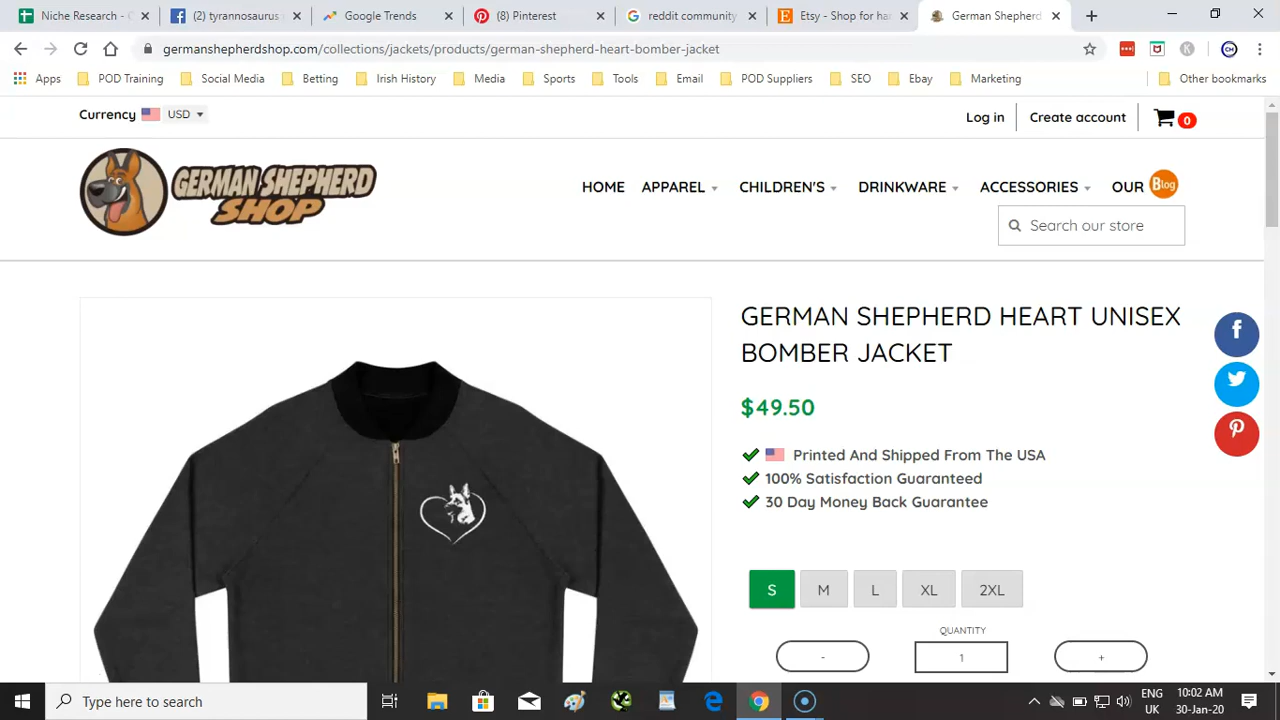 Niche Research - G
(2) tyrannosaurus
Google Trends
(8) Pinterest
reddit community
Etsy - Shop for han
German Shepherd
germanshepherdshop.com/collections/jackets/products/german-shepherd-heart-bomber-jacket
Apps
POD Training
Social Media
Betting
Irish History
Media
Sports
Tools
Email
POD Suppliers
SEO
Ebay
Marketing
Other bookmarks
Currency USD
Log in
Create account
0
GERMAN SHEPHERD
SHOP
HOME APPAREL CHILDREN'S DRINKWARE ACCESSORIES OUR Blog
Search our store
GERMAN SHEPHERD HEART UNISEX
BOMBER JACKET
$49.50
Printed And Shipped From The USA
100% Satisfaction Guaranteed
30 Day Money Back Guarantee
S M L XL 2XL
QUANTITY
- 1 +
Type here to search
ENG
UK
10:02 AM
30-Jan-20